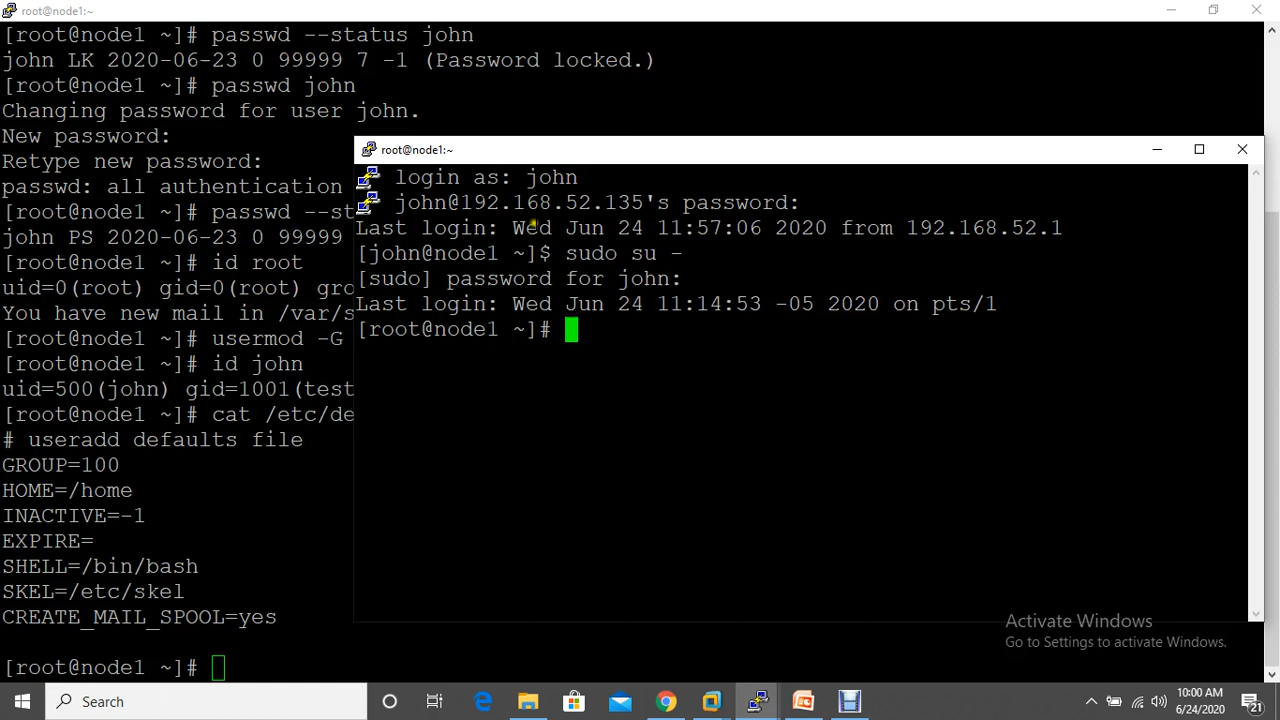 root@node1:~
[root@node1 ~]# passwd --status john
john LK 2020-06-23 0 99999 7 -1 (Password locked.)
[root@node1 ~]# passwd john
Changing password for user john.
New password:
Retype new password:
passwd: all authentication
[root@node1 ~]# passwd --st
john PS 2020-06-23 0 99999
[root@node1 ~]# id root
uid=0(root) gid=0(root) gro
You have new mail in /var/s
[root@node1 ~]# usermod -G
[root@node1 ~]# id john
uid=500(john) gid=1001(test
[root@node1 ~]# cat /etc/de
# useradd defaults file
GROUP=100
HOME=/home
INACTIVE=-1
EXPIRE=
SHELL=/bin/bash
SKEL=/etc/skel
CREATE_MAIL_SPOOL=yes
[root@node1 ~]#
root@node1:~
login as: john
john@192.168.52.135's password:
Last login: Wed Jun 24 11:57:06 2020 from 192.168.52.1
[john@node1 ~]$ sudo su -
[sudo] password for john:
Last login: Wed Jun 24 11:14:53 -05 2020 on pts/1
[root@node1 ~]#
Activate Windows
Go to Settings to activate Windows.
Search
10:00 AM
6/24/2020
21